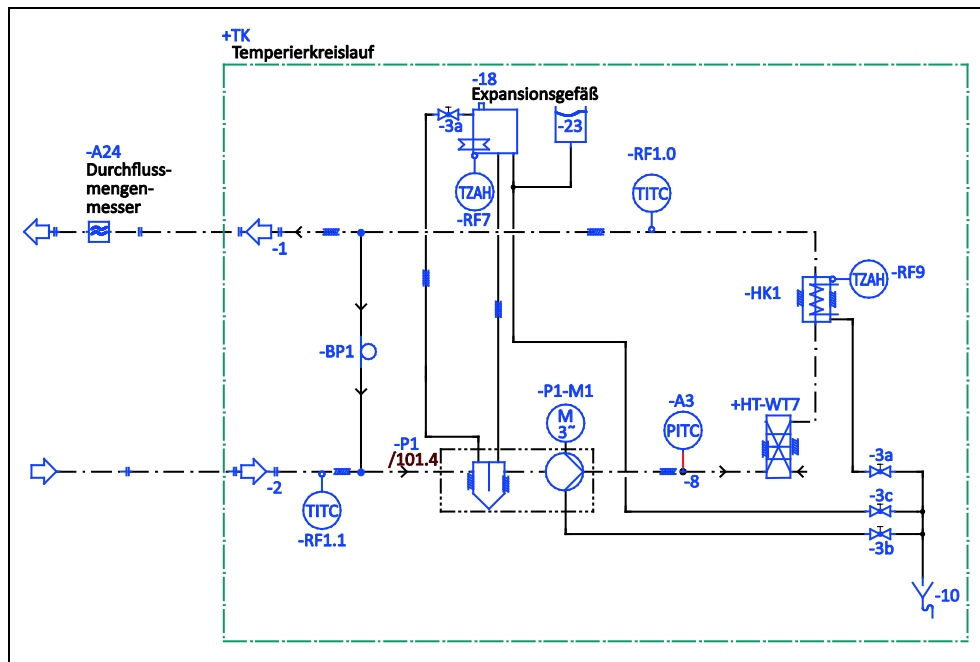 +TK
Temperierkreislauf
-18
Expansionsgefäß
-3a
-23
-A24
Durchfluss-
mengen-
messer
TZAH
-RF7
-RF1.0
TITC
-1
-HK1
TZAH
-RF9
-BP1
-P1-M1
M
3~
-A3
PITC
+HT-WT7
-P1
/101.4
-3a
-2
-8
TITC
-RF1.1
-3c
-3b
-10